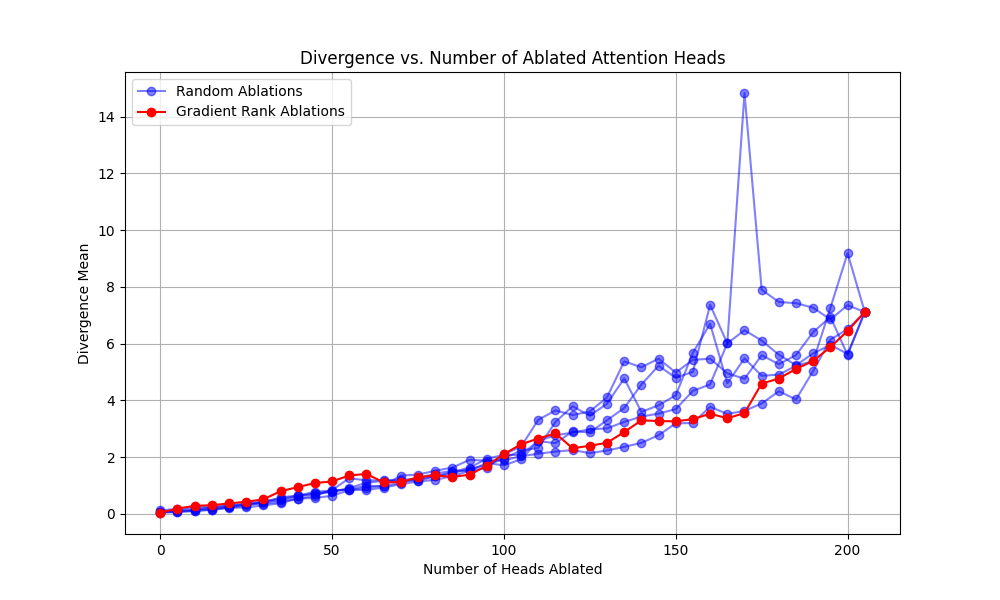 Divergence vs. Number of Ablated Attention Heads
Random Ablations
Gradient Rank Ablations
14
12
10
8
6
4
2
0
Divergence Mean
0
50
100
150
200
Number of Heads Ablated